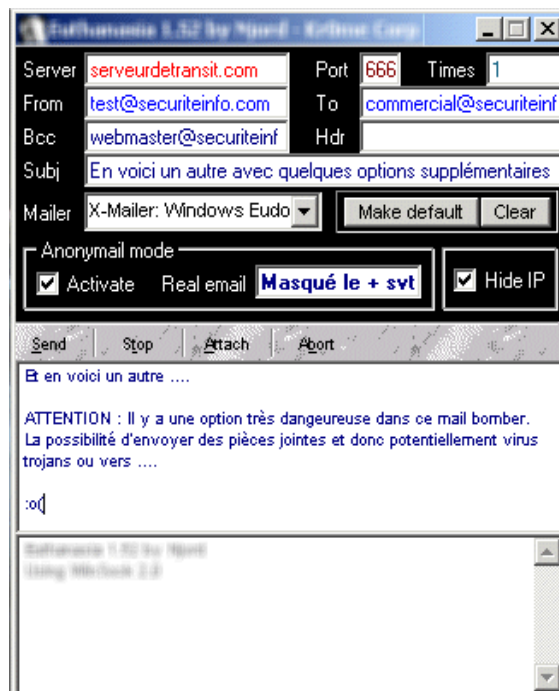 Server serveurdetransit.com Port 666 Times 1
From test@securiteinfo.com To commercial@securiteinf
Bcc webmaster@securiteinf Hdr
Subj En voici un autre avec quelques options supplémentaires
Mailer X-Mailer: Windows Eudo Make default Clear
Anonymail mode
Activate Real email Masqué le + svt Hide IP
Send Stop Attach Abort
Et en voici un autre ....
ATTENTION : Il y a une option très dangeureuse dans ce mail bomber.
La possibilité d'envoyer des pièces jointes et donc potentiellement virus
trojans ou vers ....
:o(